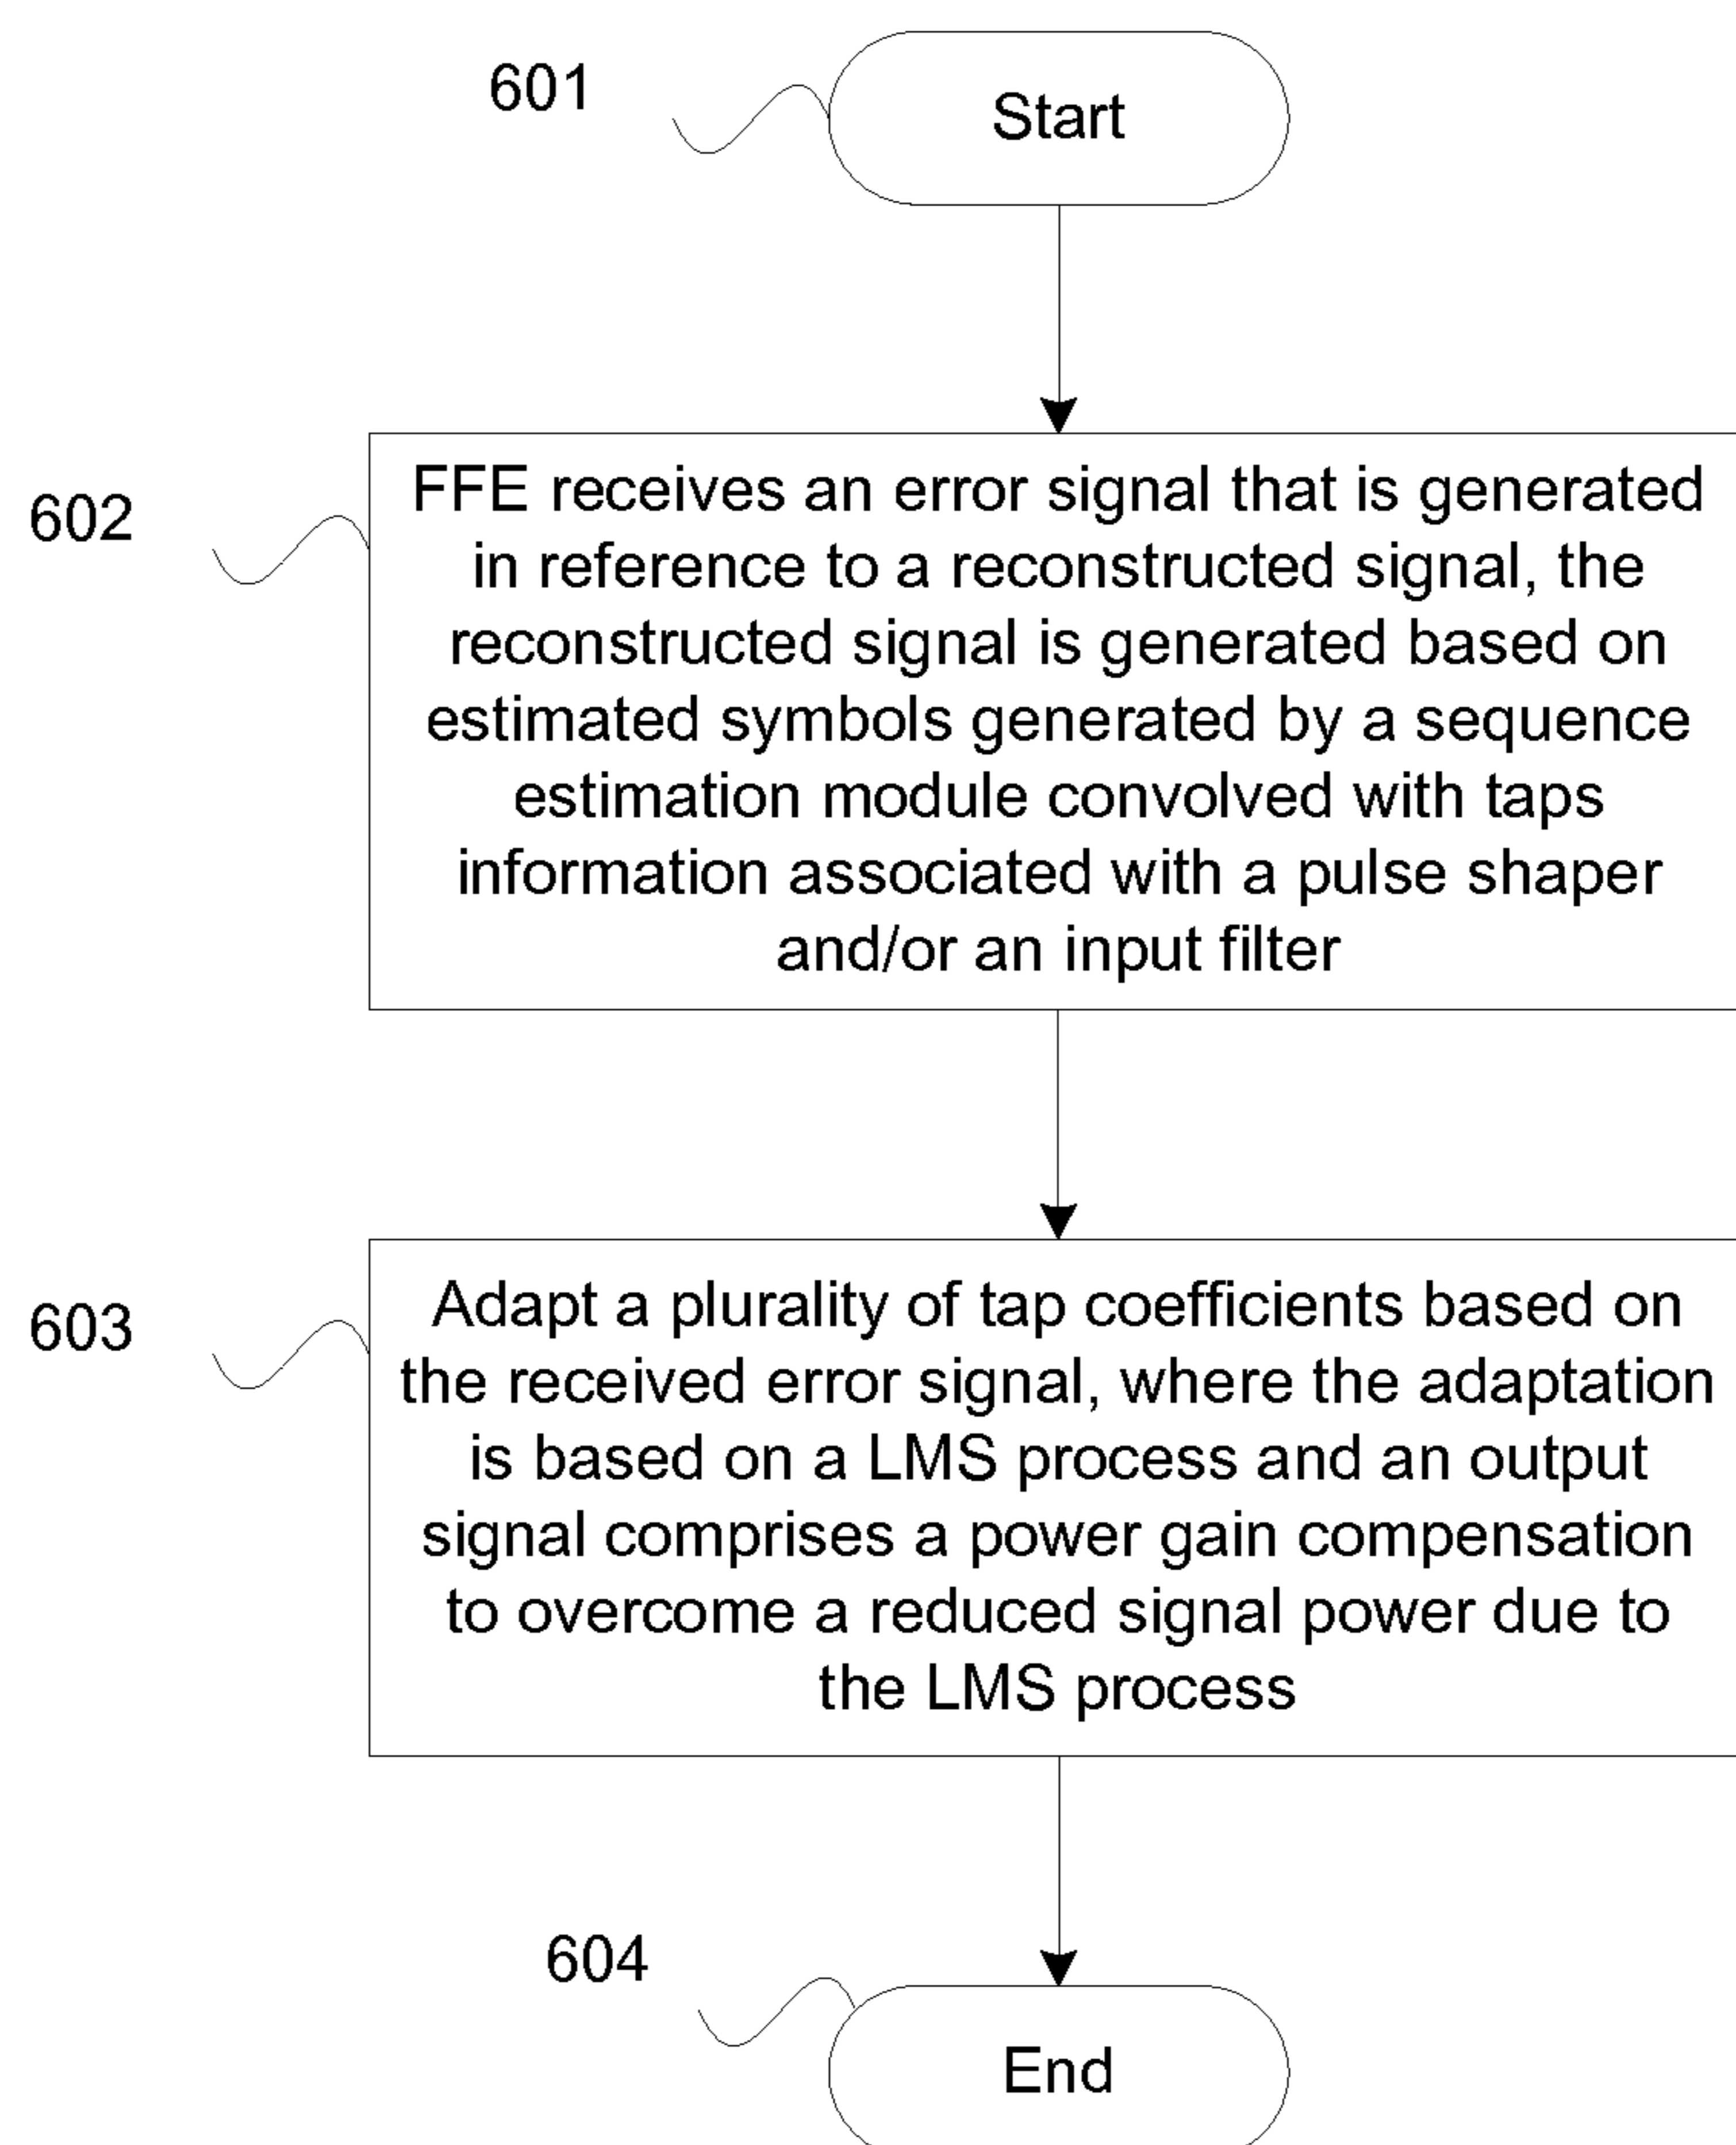 601
Start
602
FFE receives an error signal that is generated
in reference to a reconstructed signal, the
reconstructed signal is generated based on
estimated symbols generated by a sequence
estimation module convolved with taps
information associated with a pulse shaper
and/or an input filter
603
Adapt a plurality of tap coefficients based on
the received error signal, where the adaptation
is based on a LMS process and an output
signal comprises a power gain compensation
to overcome a reduced signal power due to
the LMS process
604
End